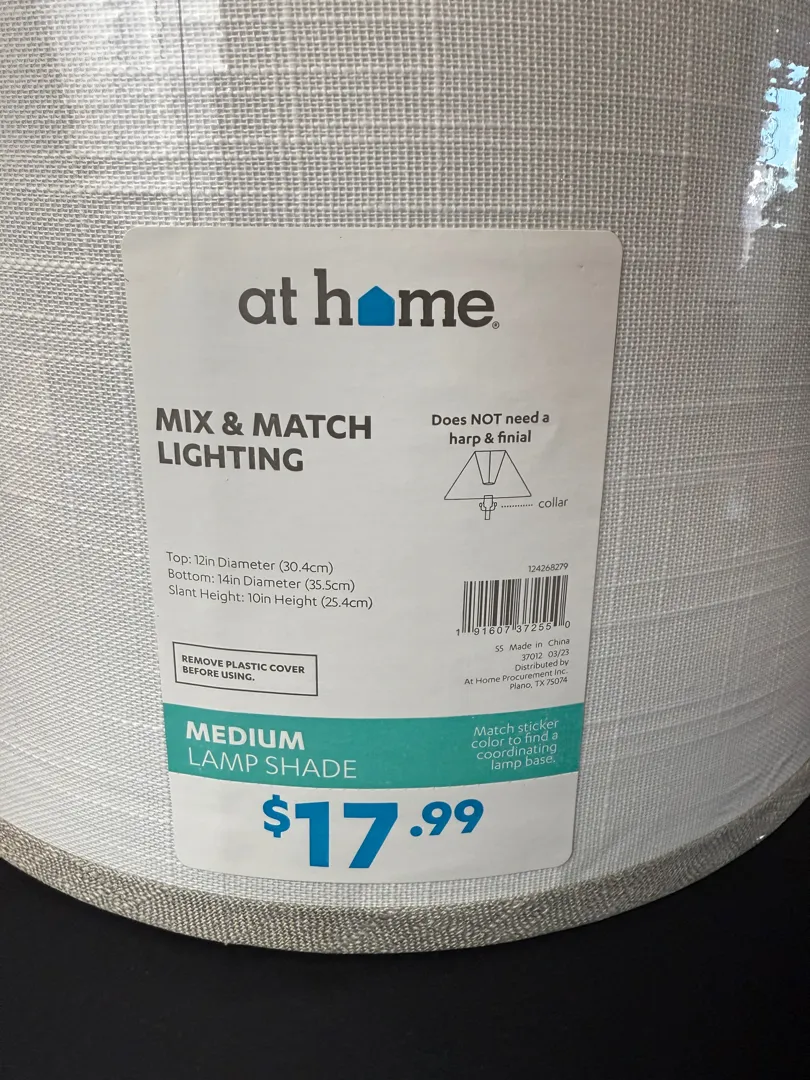 at home®
MIX & MATCH
LIGHTING
Does NOT need a
harp & finial
collar
Top: 12in Diameter (30.4cm)
Bottom: 14in Diameter (35.5cm)
Slant Height: 10in Height (25.4cm)
124268279
1 91607 37255 0
SS Made in China
37012 03/23
Distributed by
At Home Procurement Inc.
Plano, TX 75074
REMOVE PLASTIC COVER
BEFORE USING.
MEDIUM
LAMP SHADE
Match sticker
color to find a
coordinating
lamp base.
$17.99